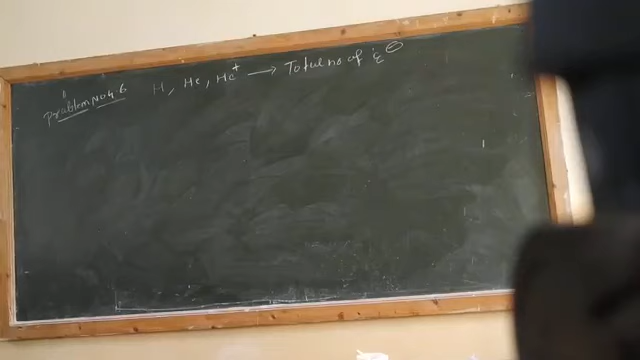 Problem No 4.6 H, He, He⁺ → Total no of e⊖